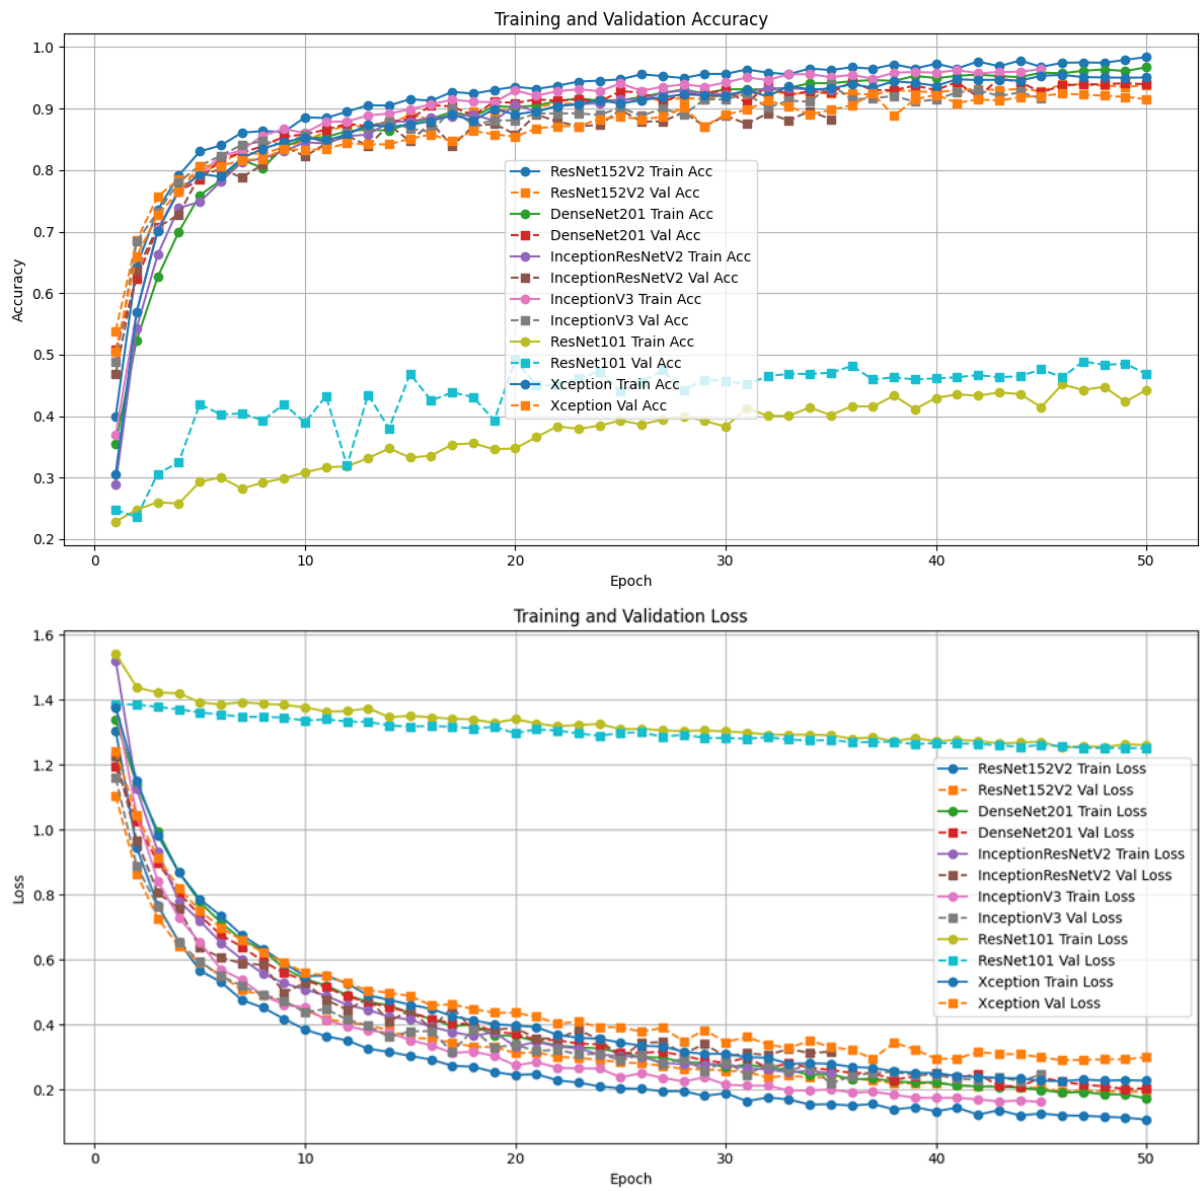 Training and Validation Accuracy
1.0
0.9
0.8
0.7
0.6
0.5
0.4
0.3
0.2
Accuracy
ResNet152V2 Train Acc
ResNet152V2 Val Acc
DenseNet201 Train Acc
DenseNet201 Val Acc
InceptionResNetV2 Train Acc
InceptionResNetV2 Val Acc
InceptionV3 Train Acc
InceptionV3 Val Acc
ResNet101 Train Acc
ResNet101 Val Acc
Xception Train Acc
Xception Val Acc
0 10 20 30 40 50
Epoch
Training and Validation Loss
1.6
1.4
1.2
1.0
0.8
0.6
0.4
0.2
Loss
ResNet152V2 Train Loss
ResNet152V2 Val Loss
DenseNet201 Train Loss
DenseNet201 Val Loss
InceptionResNetV2 Train Loss
InceptionResNetV2 Val Loss
InceptionV3 Train Loss
InceptionV3 Val Loss
ResNet101 Train Loss
ResNet101 Val Loss
Xception Train Loss
Xception Val Loss
0 10 20 30 40 50
Epoch